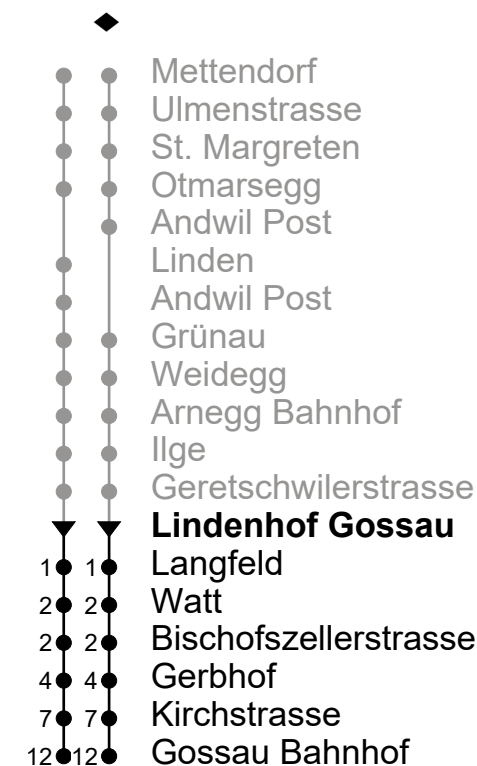 Mettendorf
Ulmenstrasse
St. Margreten
Otmarsegg
Andwil Post
Linden
Andwil Post
Grünau
Weidegg
Arnegg Bahnhof
Ilge
Geretschwilerstrasse
Lindenhof Gossau
1 1 Langfeld
2 2 Watt
2 2 Bischofszellerstrasse
4 4 Gerbhof
7 7 Kirchstrasse
12 12 Gossau Bahnhof